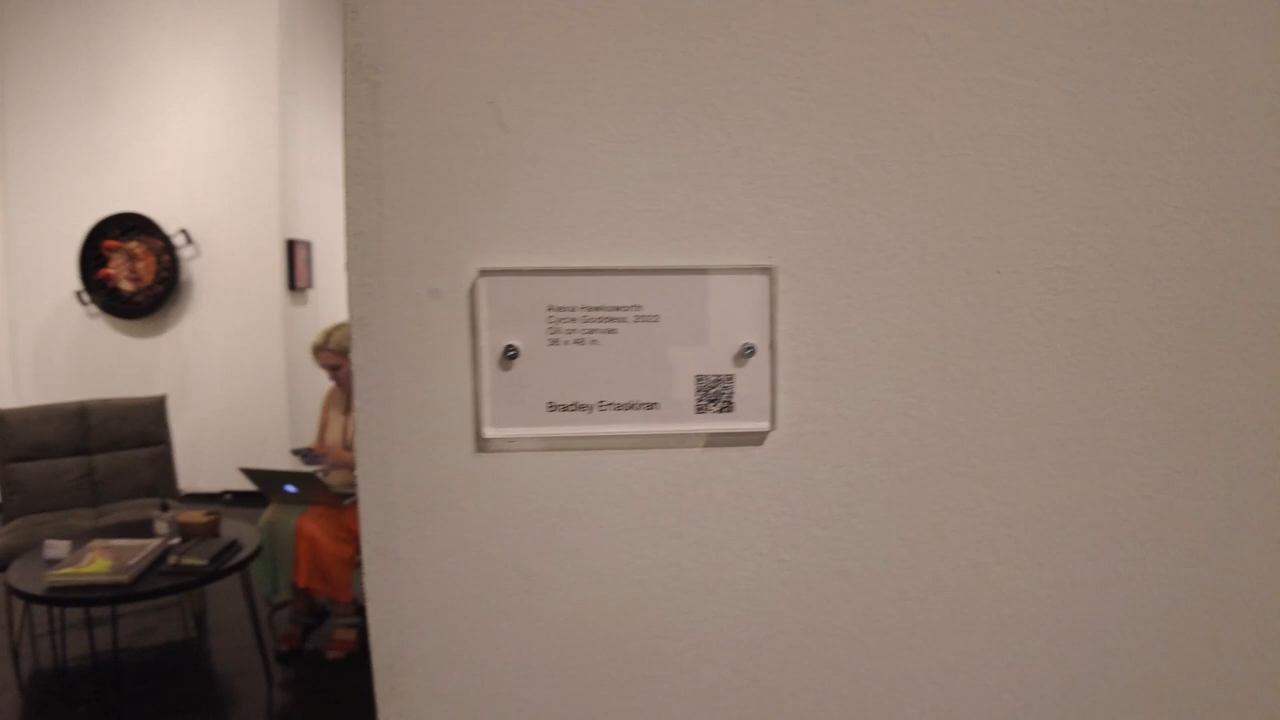 Alexa Hawksworth
Cycle Goddess, 2022
Oil on canvas
36 x 48 in.
Bradley Ertaskiran